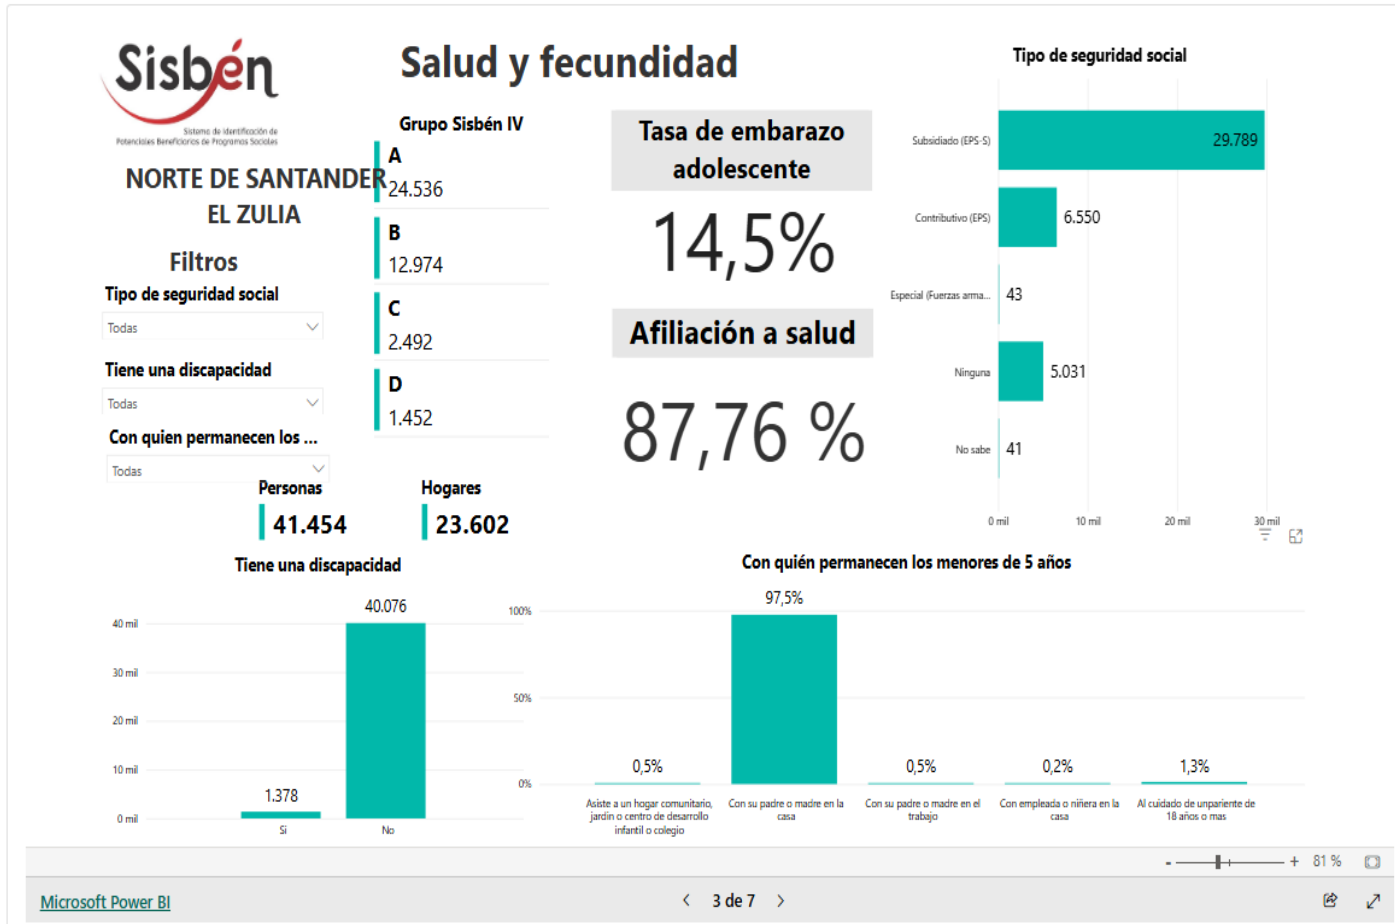 Sisbén
Sistema de Identificación de
Potenciales Beneficiarios de Programas Sociales
NORTE DE SANTANDER
EL ZULIA
Filtros
Tipo de seguridad social
Todas
Tiene una discapacidad
Todas
Con quien permanecen los ...
Todas
Salud y fecundidad
Grupo Sisbén IV
A
24.536
B
12.974
C
2.492
D
1.452
Personas
41.454
Hogares
23.602
Tasa de embarazo
adolescente
14,5%
Afiliación a salud
87,76 %
Tipo de seguridad social
Subsidiado (EPS-S)
29.789
Contributivo (EPS)
6.550
Especial (Fuerzas arma...
43
Ninguna
5.031
No sabe
41
0 mil
10 mil
20 mil
30 mil
Tiene una discapacidad
40 mil
30 mil
20 mil
10 mil
0 mil
1.378
40.076
Si
No
Con quién permanecen los menores de 5 años
100%
50%
0%
0,5%
97,5%
0,5%
0,2%
1,3%
Asiste a un hogar comunitario,
jardin o centro de desarrollo
infantil o colegio
Con su padre o madre en la
casa
Con su padre o madre en el
trabajo
Con empleada o niñera en la
casa
Al cuidado de unpariente de
18 años o mas
- + 81 %
Microsoft Power BI
< 3 de 7 >